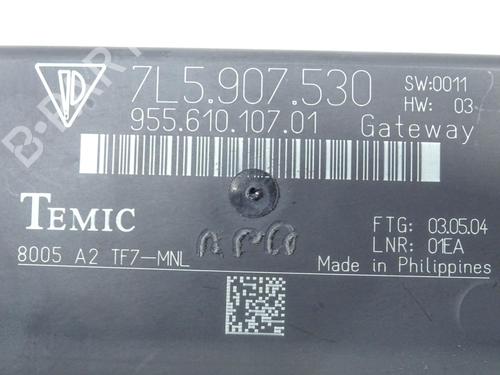 7L5.907.530
SW:0011
HW: 03-
955.610.107.01 Gateway
TEMIC
FTG: 03.05.04
LNR: 01EA
8005 A2 TF7-MNL
Made in Philippines